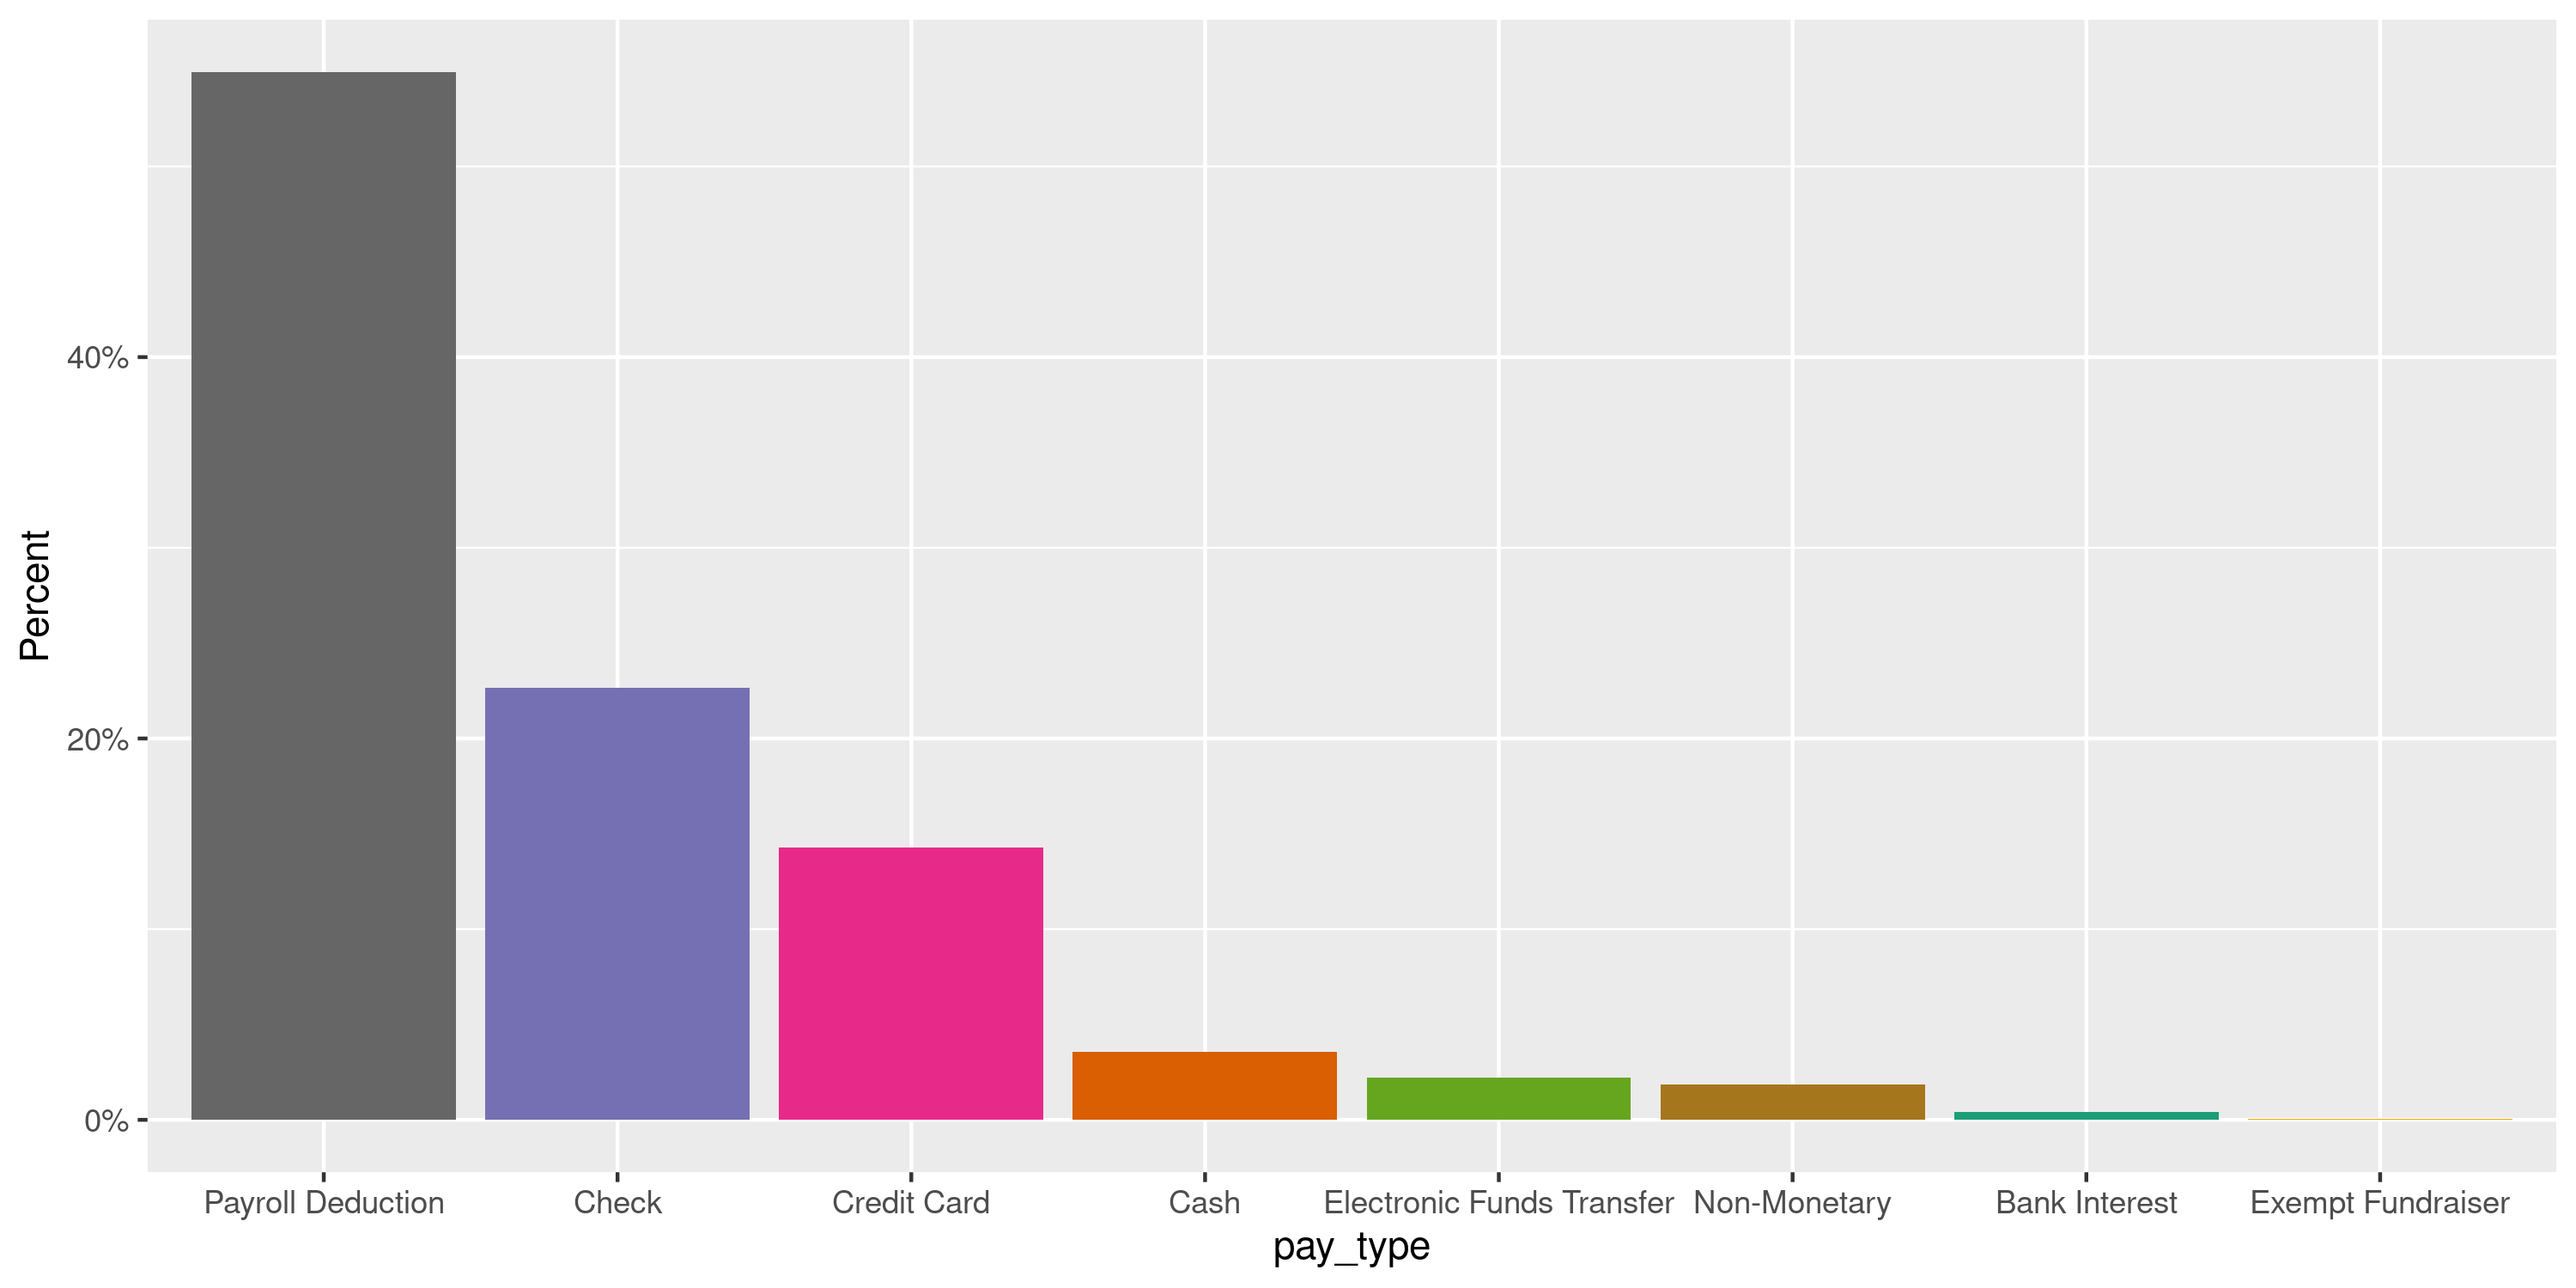 Percent
40%
20%
0%
Payroll Deduction Check Credit Card Cash Electronic Funds Transfer Non-Monetary Bank Interest Exempt Fundraiser
pay_type